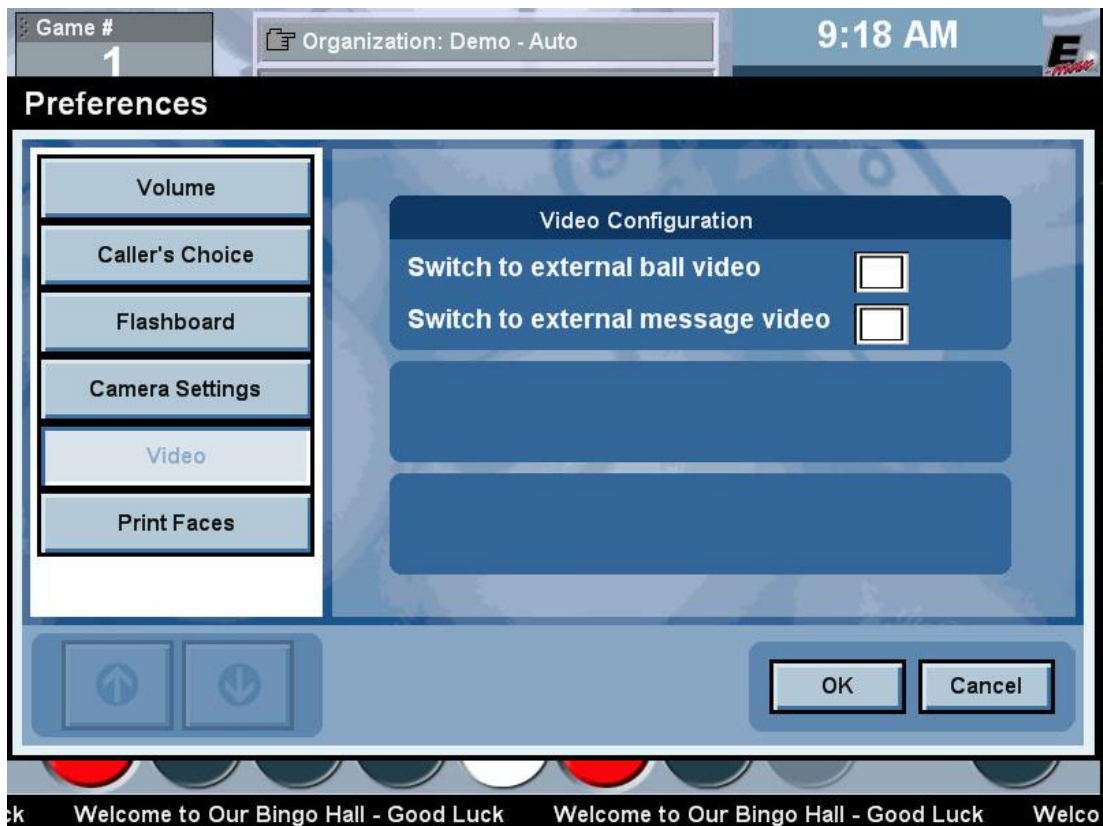 Game #
1
Organization: Demo - Auto
9:18 AM
E
Preferences
Volume
Caller's Choice
Flashboard
Camera Settings
Video
Print Faces
Video Configuration
Switch to external ball video
Switch to external message video
OK
Cancel
ck Welcome to Our Bingo Hall - Good Luck Welcome to Our Bingo Hall - Good Luck Welco